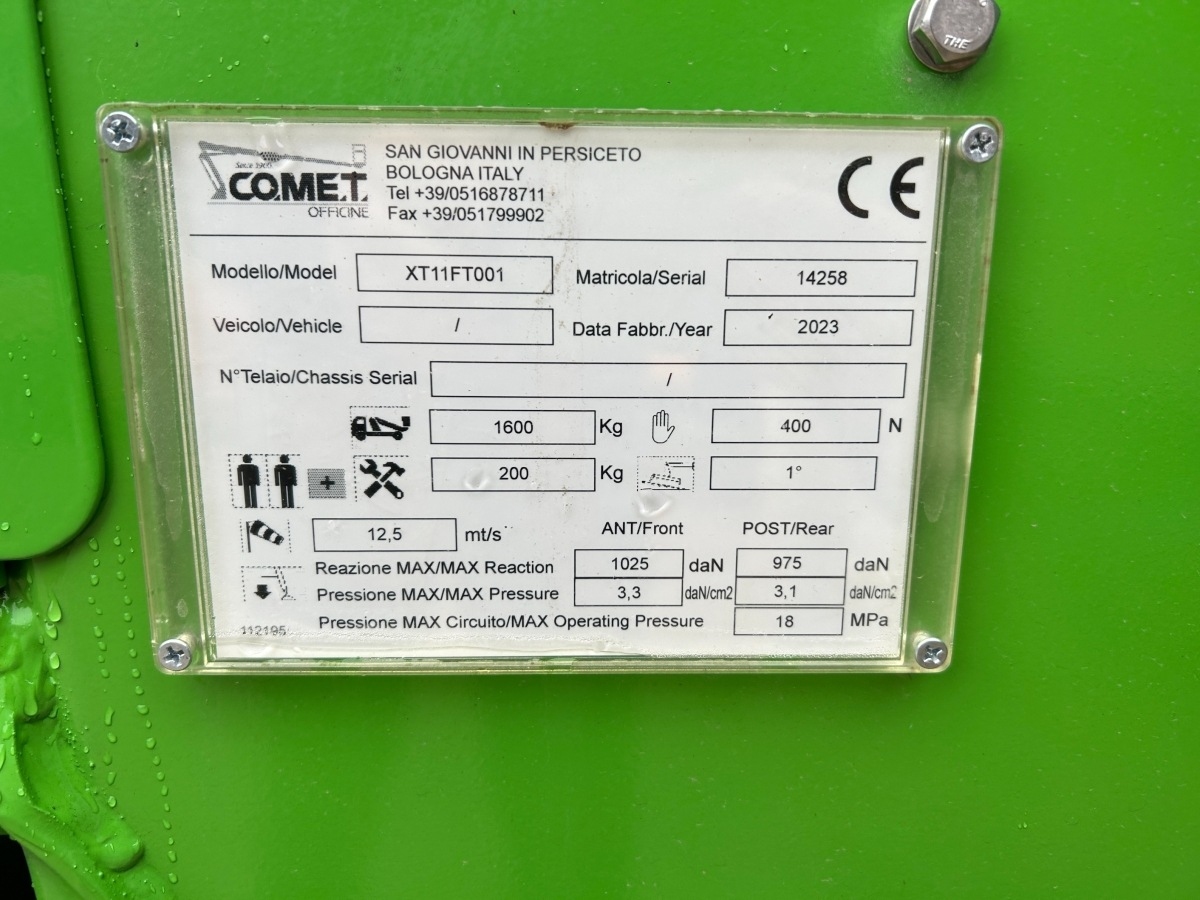 THE
Since 1960
CO.ME.T.
OFFICINE
SAN GIOVANNI IN PERSICETO
BOLOGNA ITALY
Tel +39/0516878711
Fax +39/051799902
CE
Modello/Model XT11FT001 Matricola/Serial 14258
Veicolo/Vehicle / Data Fabbr./Year 2023
N°Telaio/Chassis Serial /
1600 Kg 400 N
+ 200 Kg 1°
12,5 mt/s ANT/Front POST/Rear
Reazione MAX/MAX Reaction 1025 daN 975 daN
Pressione MAX/MAX Pressure 3,3 daN/cm2 3,1 daN/cm2
112195 Pressione MAX Circuito/MAX Operating Pressure 18 MPa